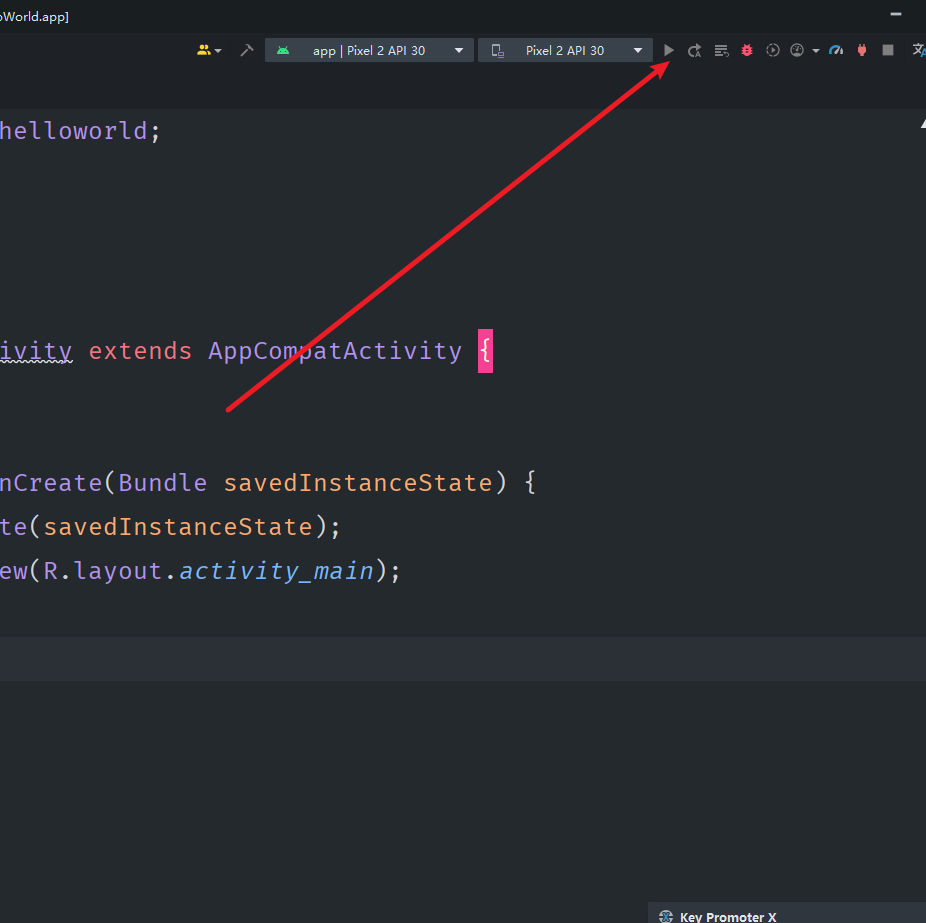 oWorld.app]
app | Pixel 2 API 30
Pixel 2 API 30
helloworld;
ivity extends AppCompatActivity {
nCreate(Bundle savedInstanceState) {
te(savedInstanceState);
ew(R.layout.activity_main);
Key Promoter X